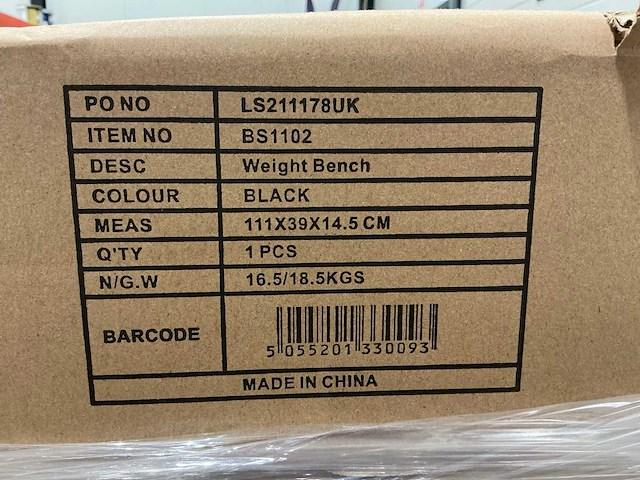 PO NO LS211178UK
ITEM NO BS1102
DESC Weight Bench
COLOUR BLACK
MEAS 111X39X14.5 CM
Q'TY 1 PCS
N/G.W 16.5/18.5KGS
BARCODE 5 055201 330093
MADE IN CHINA